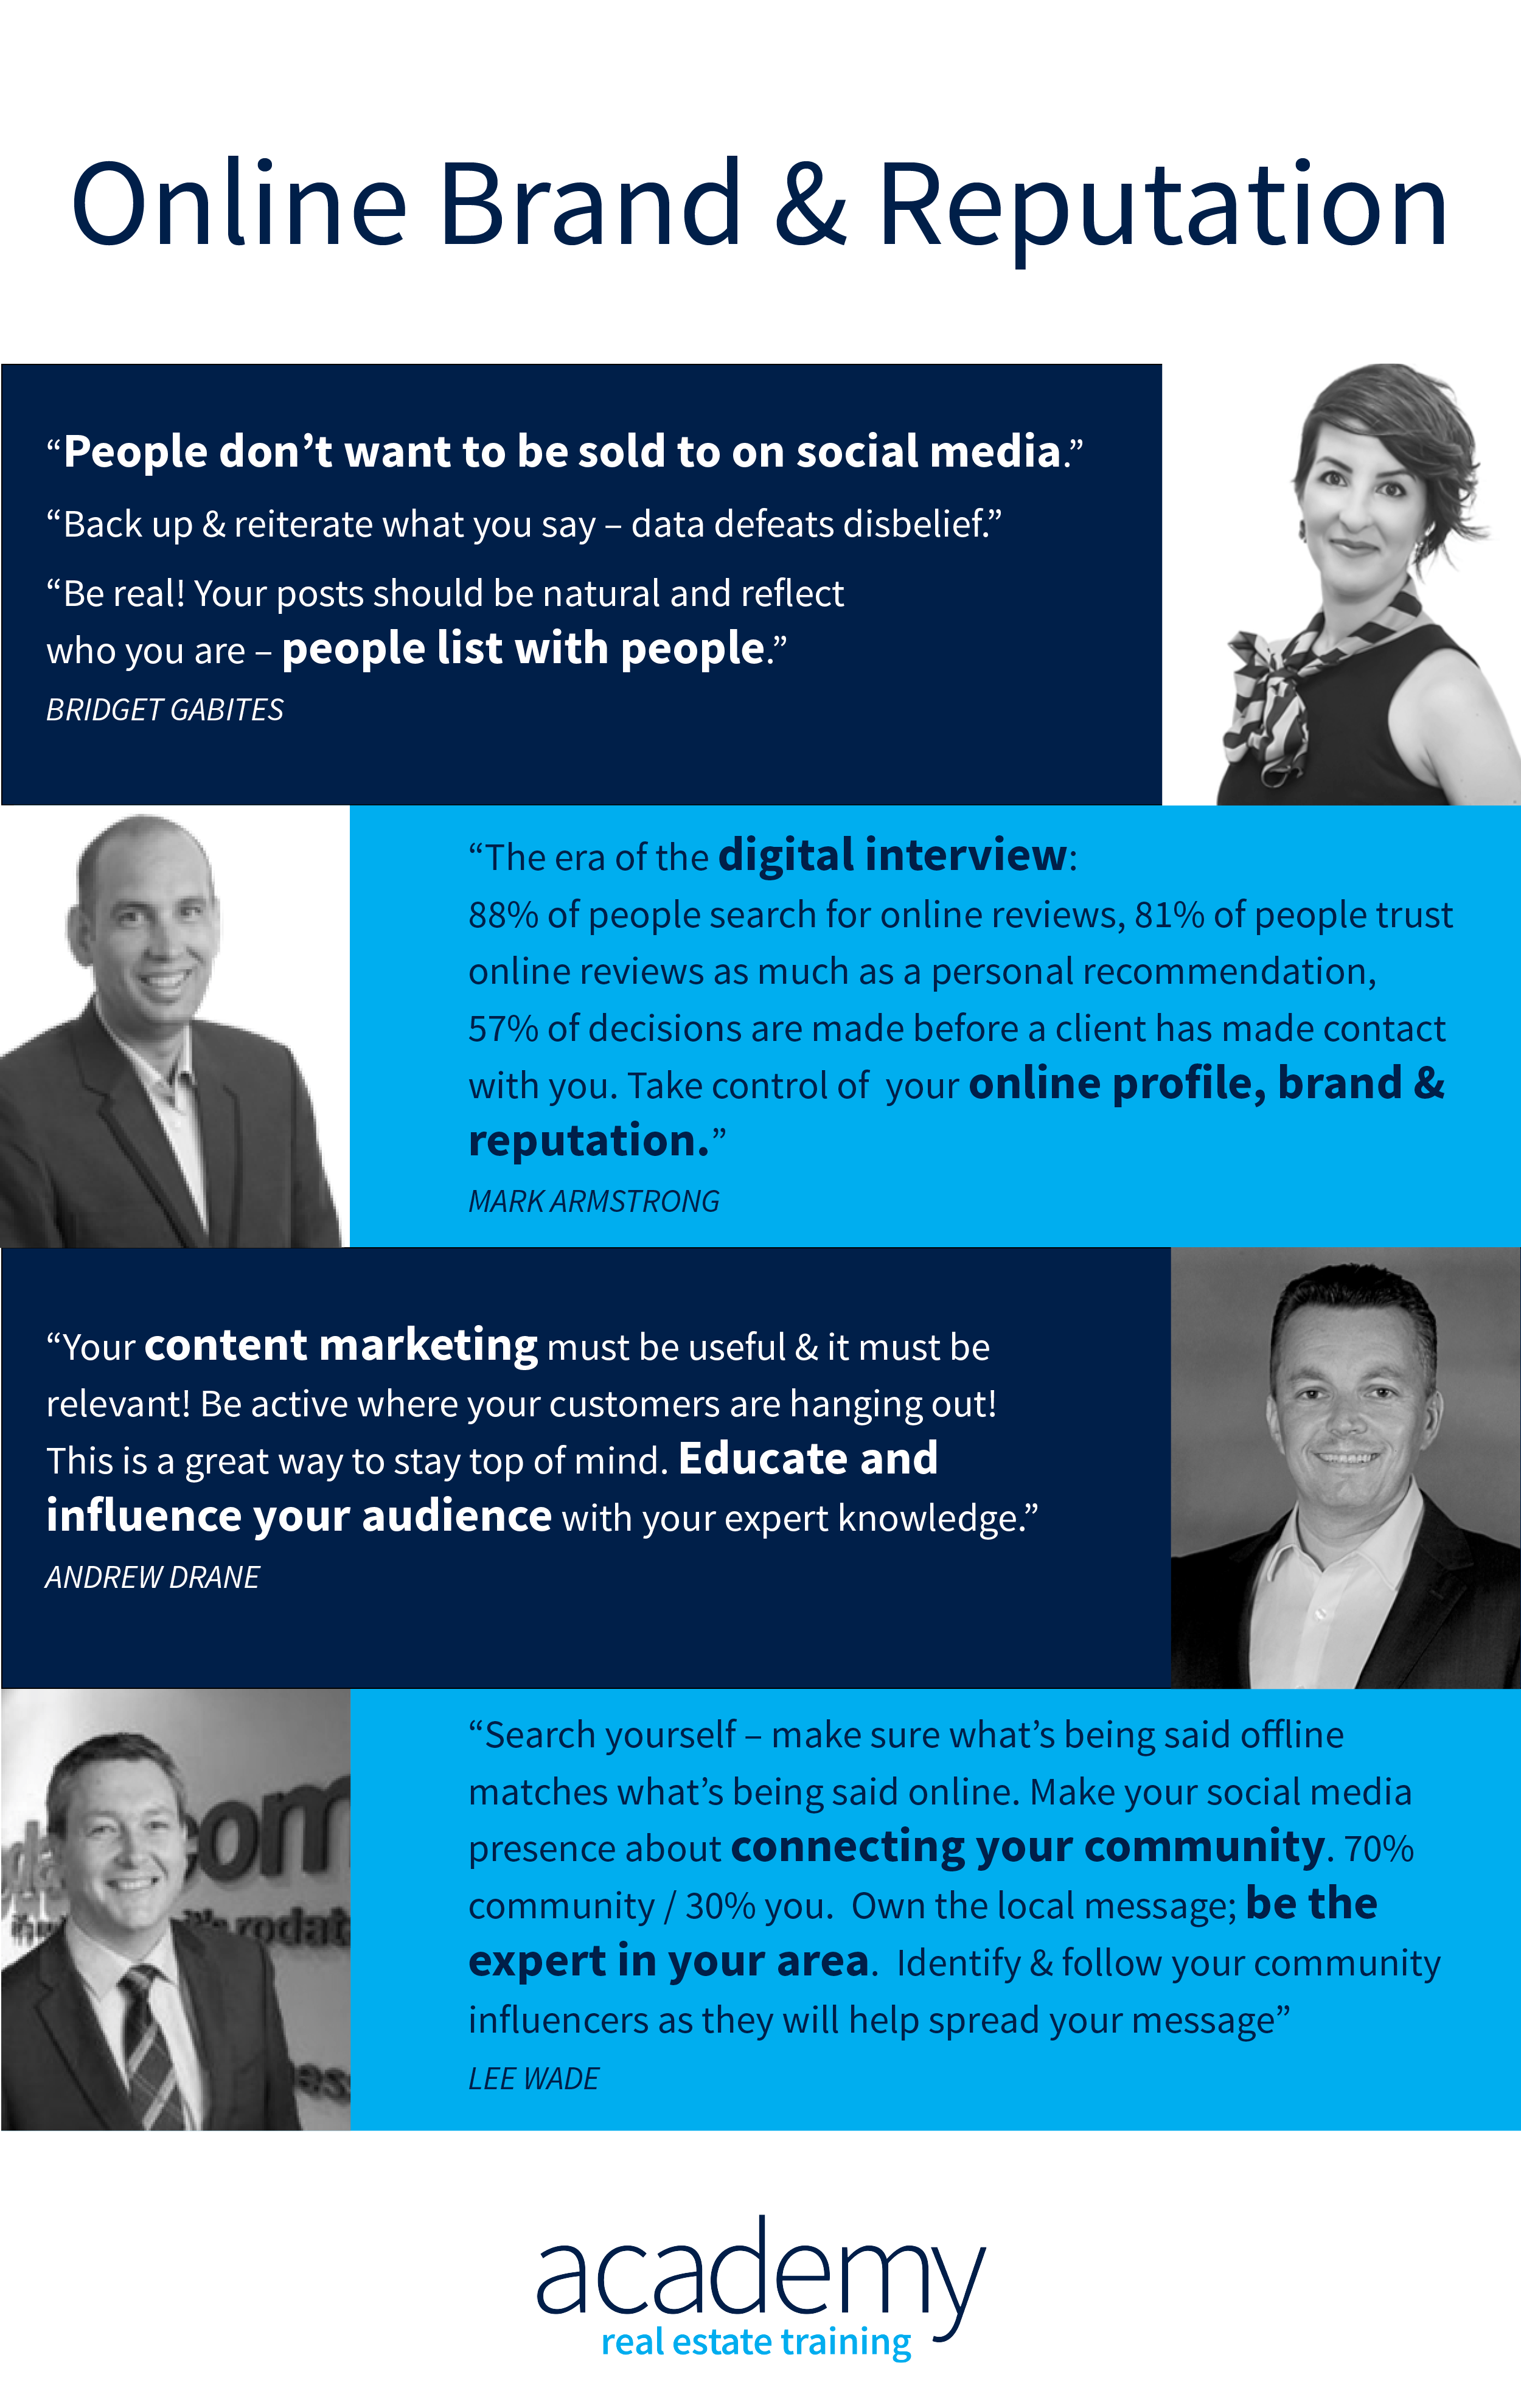 Online Brand & Reputation
“People don’t want to be sold to on social media.”
“Back up & reiterate what you say – data defeats disbelief.”
“Be real! Your posts should be natural and reflect
who you are – people list with people.”
BRIDGET GABITES
“The era of the digital interview:
88% of people search for online reviews, 81% of people trust
online reviews as much as a personal recommendation,
57% of decisions are made before a client has made contact
with you. Take control of  your online profile, brand &
reputation.”
MARK ARMSTRONG
“Your content marketing must be useful & it must be
relevant! Be active where your customers are hanging out!
This is a great way to stay top of mind. Educate and
influence your audience with your expert knowledge.”
ANDREW DRANE
“Search yourself – make sure what’s being said offline
matches what’s being said online. Make your social media
presence about connecting your community. 70%
community / 30% you.  Own the local message; be the
expert in your area.  Identify & follow your community
influencers as they will help spread your message”
LEE WADE
academy
real estate training